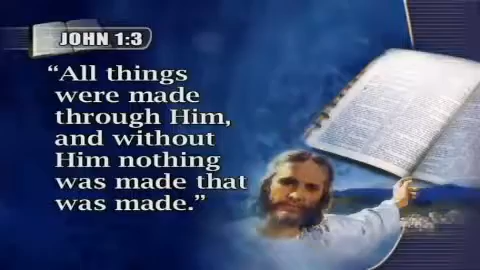 JOHN 1:3
“All things
were made
through Him,
and without
Him nothing
was made that
was made.”